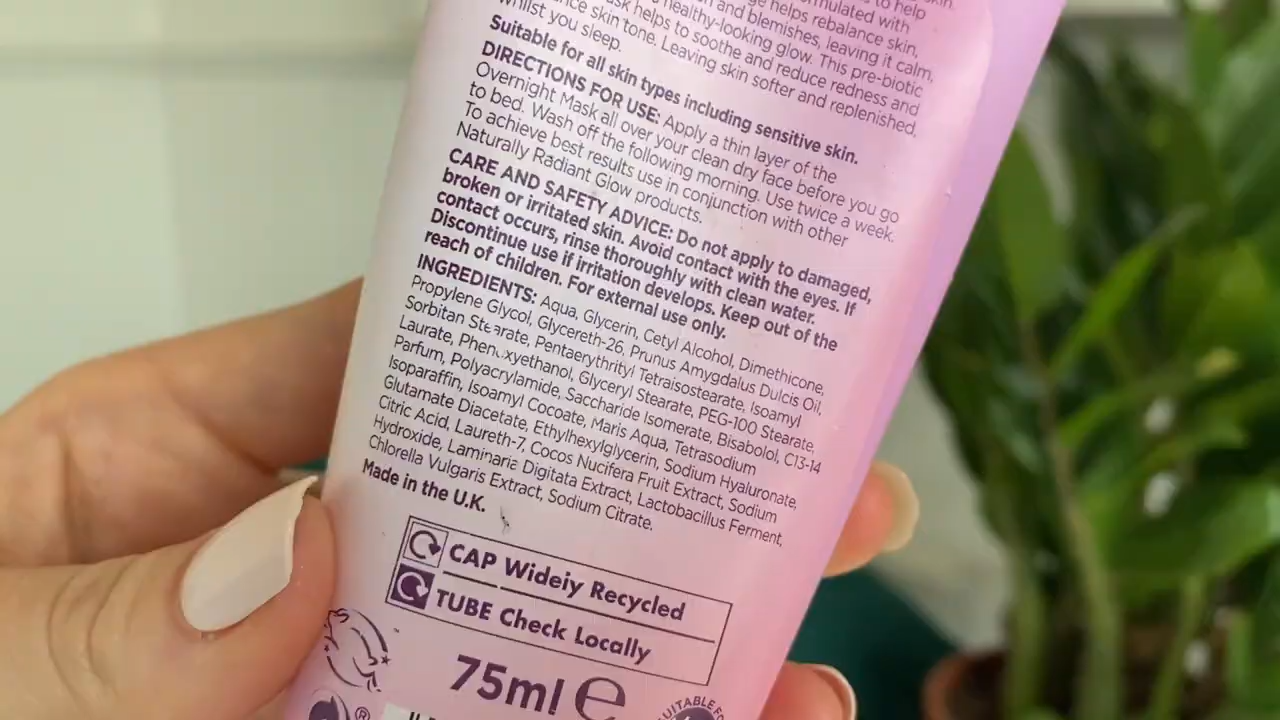 to help
skin.
formulated with
helps rebalance skin,
and blemishes, leaving it calm,
healthy-looking glow. This pre-biotic
helps to soothe and reduce redness and
skin tone. Leaving skin softer and replenished,
whilst you sleep.
Suitable for all skin types including sensitive skin.
DIRECTIONS FOR USE: Apply a thin layer of the
Overnight Mask all over your clean dry face before you go
to bed. Wash off the following morning. Use twice a week.
To achieve best results use in conjunction with other
Naturally Radiant Glow products.
CARE AND SAFETY ADVICE: Do not apply to damaged,
broken or irritated skin. Avoid contact with the eyes. If
contact occurs, rinse thoroughly with clean water.
Discontinue use if irritation develops. Keep out of the
reach of children. For external use only.
INGREDIENTS: Aqua, Glycerin, Cetyl Alcohol, Dimethicone,
Propylene Glycol, Glycereth-26, Prunus Amygdalus Dulcis Oil,
Sorbitan Stearate, Pentaerythrityl Tetraisostearate, Isoamyl
Laurate, Phenoxyethanol, Glyceryl Stearate, PEG-100 Stearate,
Parfum, Polyacrylamide, Saccharide Isomerate, Bisabolol, C13-14
Isoparaffin, Isoamyl Cocoate, Maris Aqua, Tetrasodium
Glutamate Diacetate, Ethylhexylglycerin, Sodium Hyaluronate,
Citric Acid, Laureth-7, Cocos Nucifera Fruit Extract, Sodium
Hydroxide, Laminaria Digitata Extract, Lactobacillus Ferment,
Chlorella Vulgaris Extract, Sodium Citrate.
Made in the U.K.
CAP Widely Recycled
TUBE Check Locally
75ml e